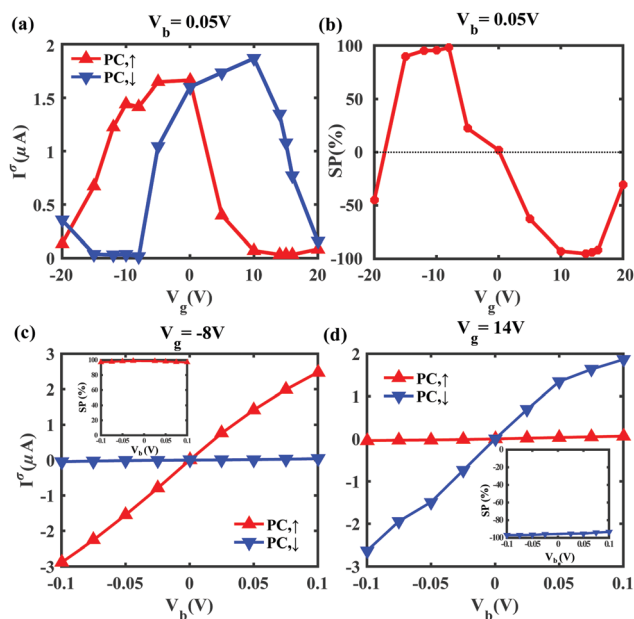 (a)
V_b = 0.05V
PC,↑
PC,↓
I^σ(μA)
2
1.5
1
0.5
0
-20
-10
0
10
20
V_g(V)
(b)
V_b = 0.05V
SP(%)
100
50
0
-50
-100
-20
-10
0
10
20
V_g(V)
(c)
V_g = -8V
I^σ(μA)
3
2
1
0
-1
-2
-3
-0.1
-0.05
0
0.05
0.1
V_b(V)
SP (%)
100
80
60
40
20
0
-0.1
-0.05
0
0.05
0.1
V_b(V)
PC,↑
PC,↓
(d)
V_g = 14V
PC,↑
PC,↓
2
1
0
-1
-2
-3
-0.1
-0.05
0
0.05
0.1
V_b(V)
SP (%)
0
-20
-40
-60
-80
-100
-0.1
-0.05
0
0.05
0.1
V_b(V)